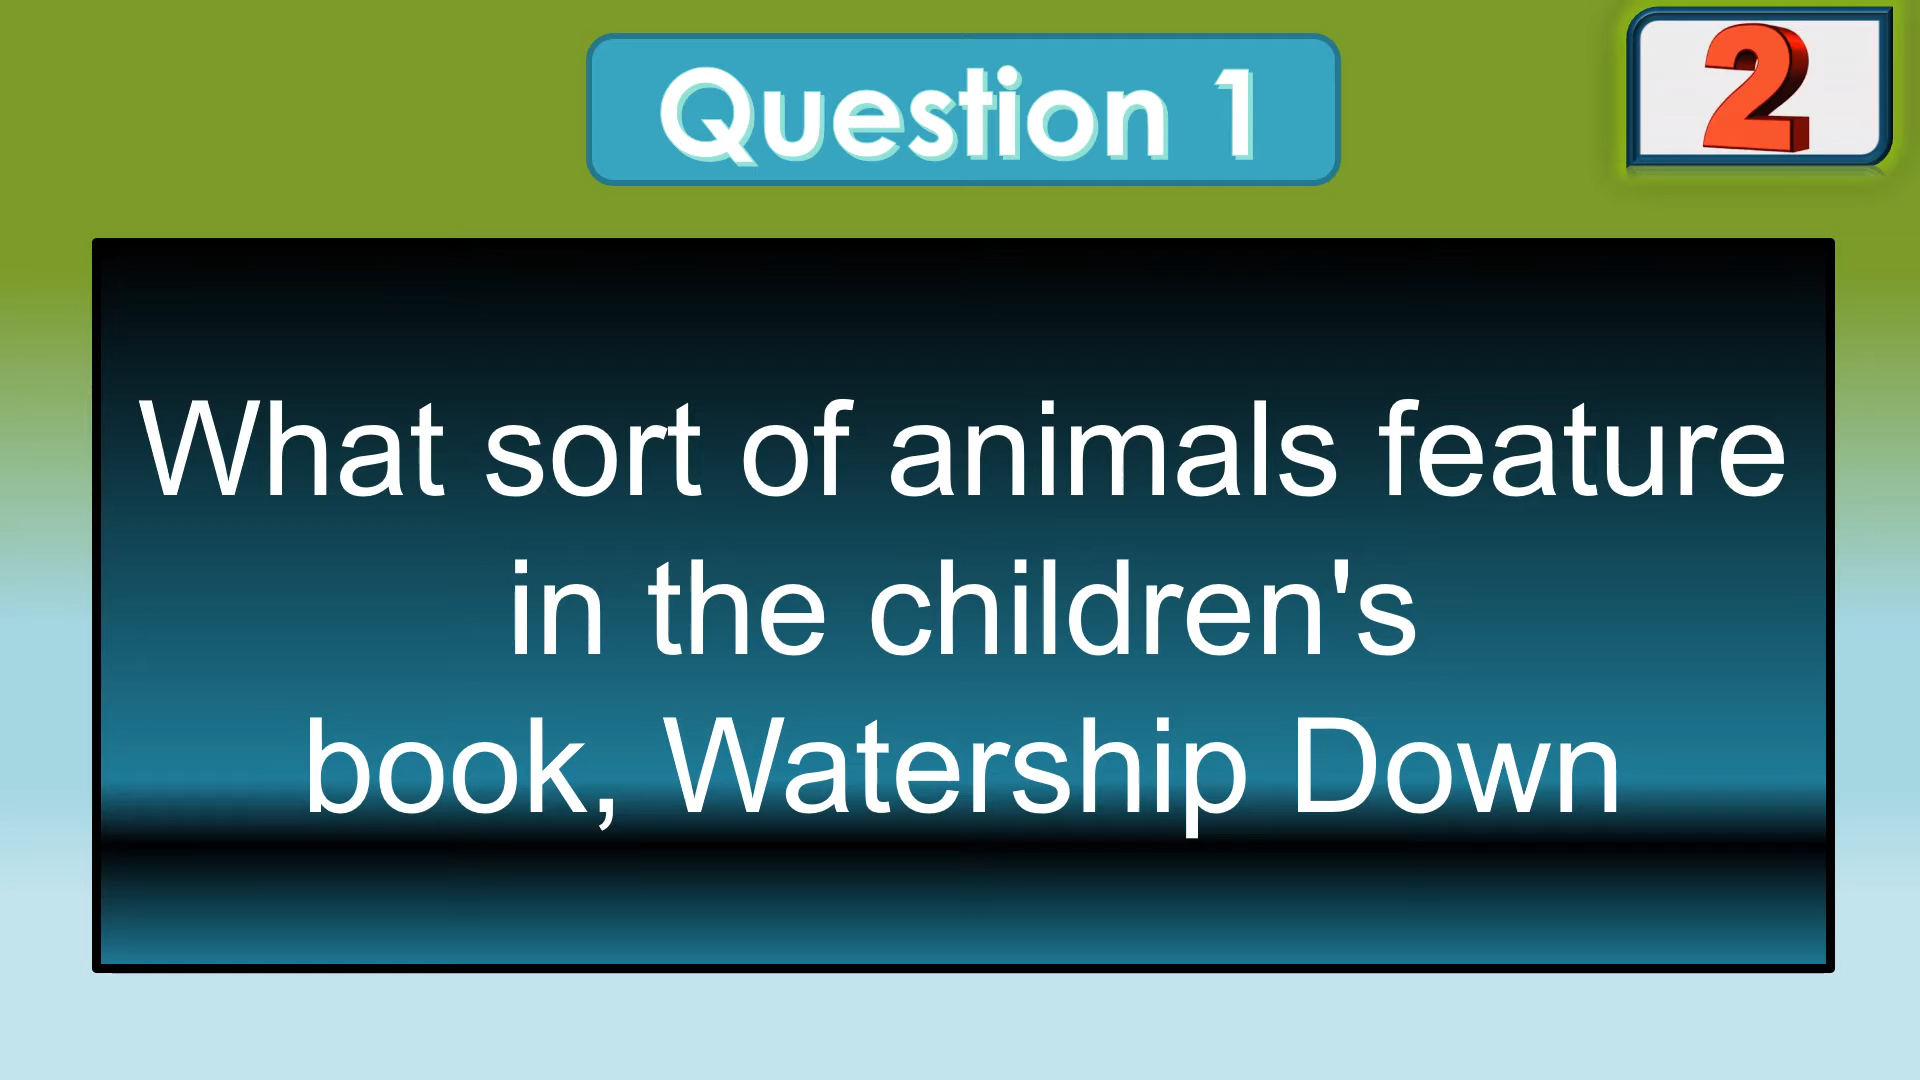 Question 1
2
What sort of animals feature
in the children's
book, Watership Down